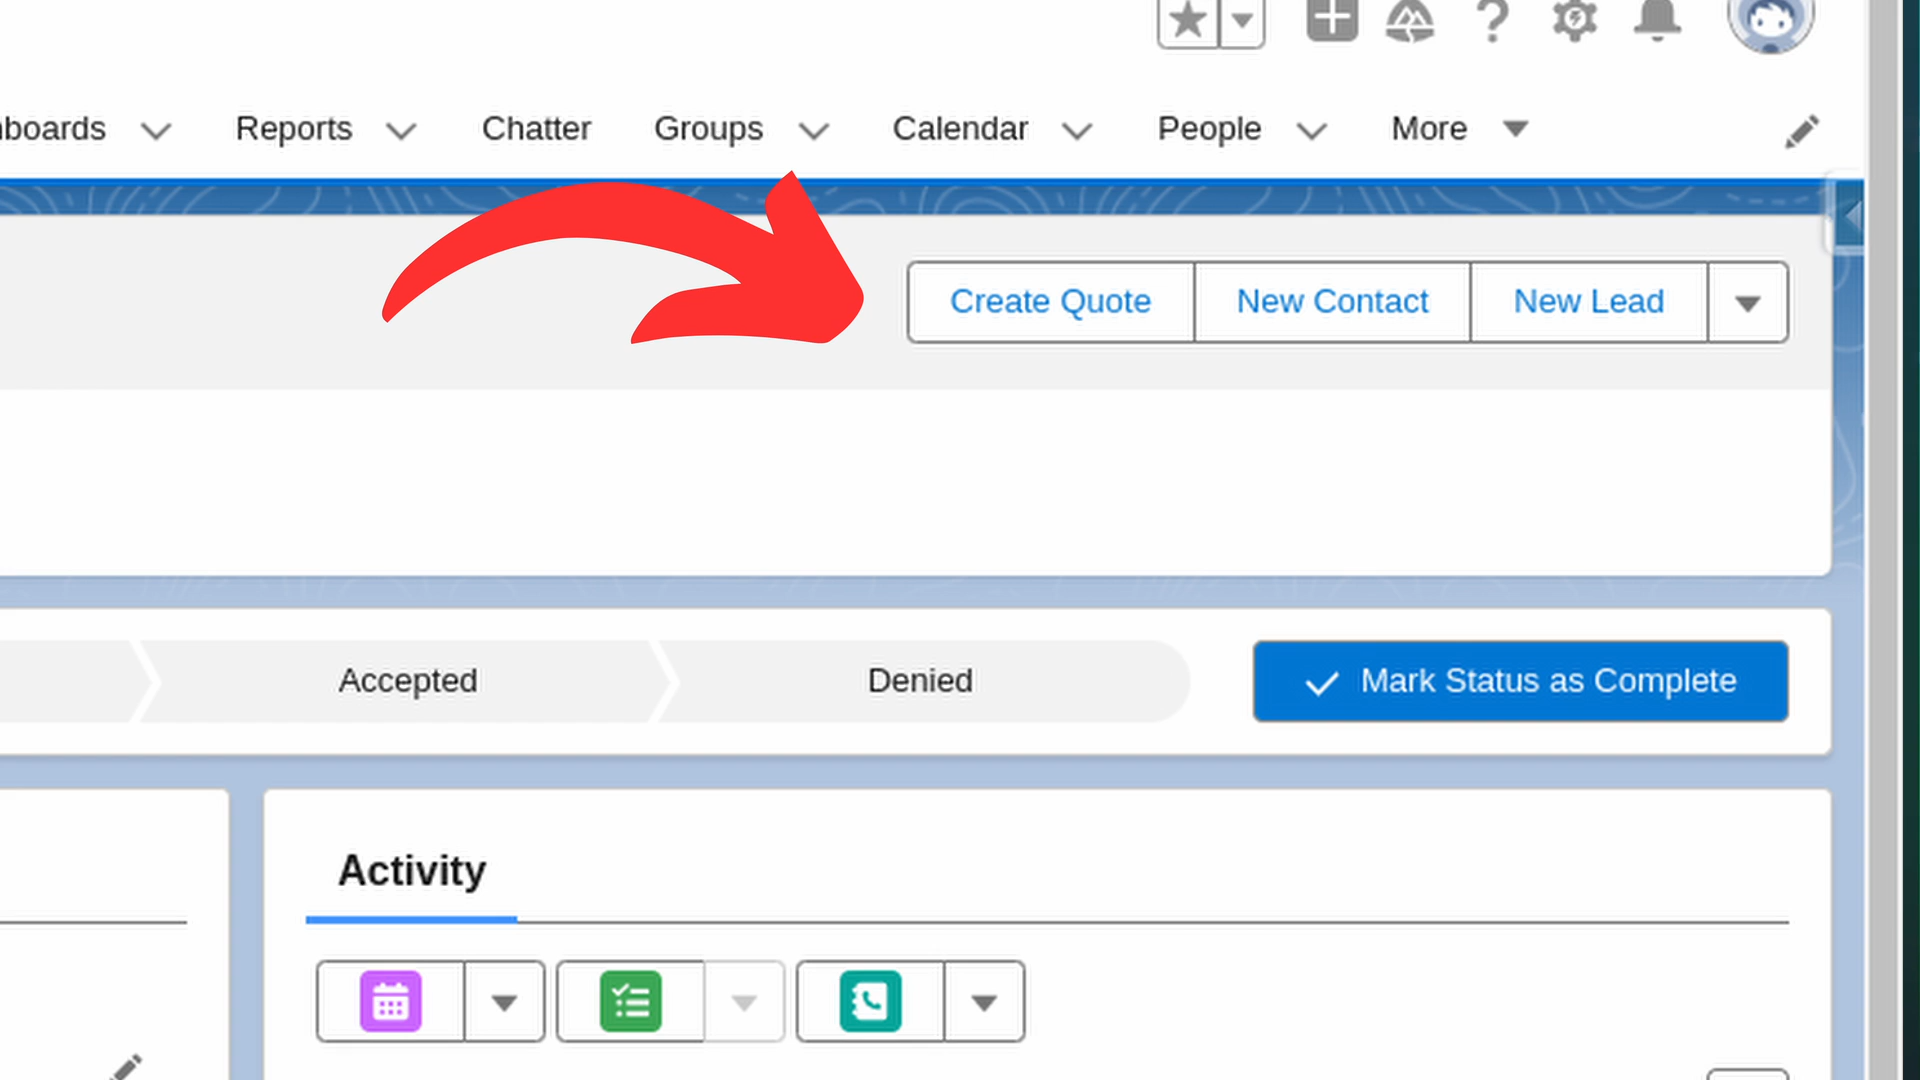 boards Reports Chatter Groups Calendar People More
Create Quote New Contact New Lead
Accepted Denied Mark Status as Complete
Activity